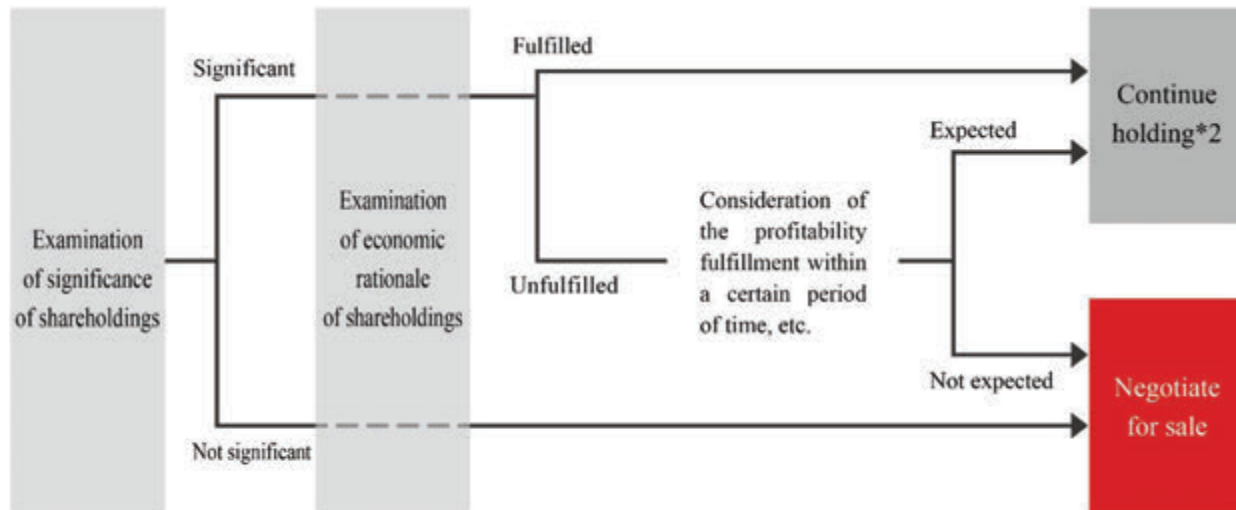 Examination
of significance
of shareholdings
Significant
Not significant
Examination
of economic
rationale
of shareholdings
Fulfilled
Unfulfilled
Consideration of
the profitability
fulfillment within
a certain period
of time, etc.
Expected
Not expected
Continue
holding*2
Negotiate
for sale